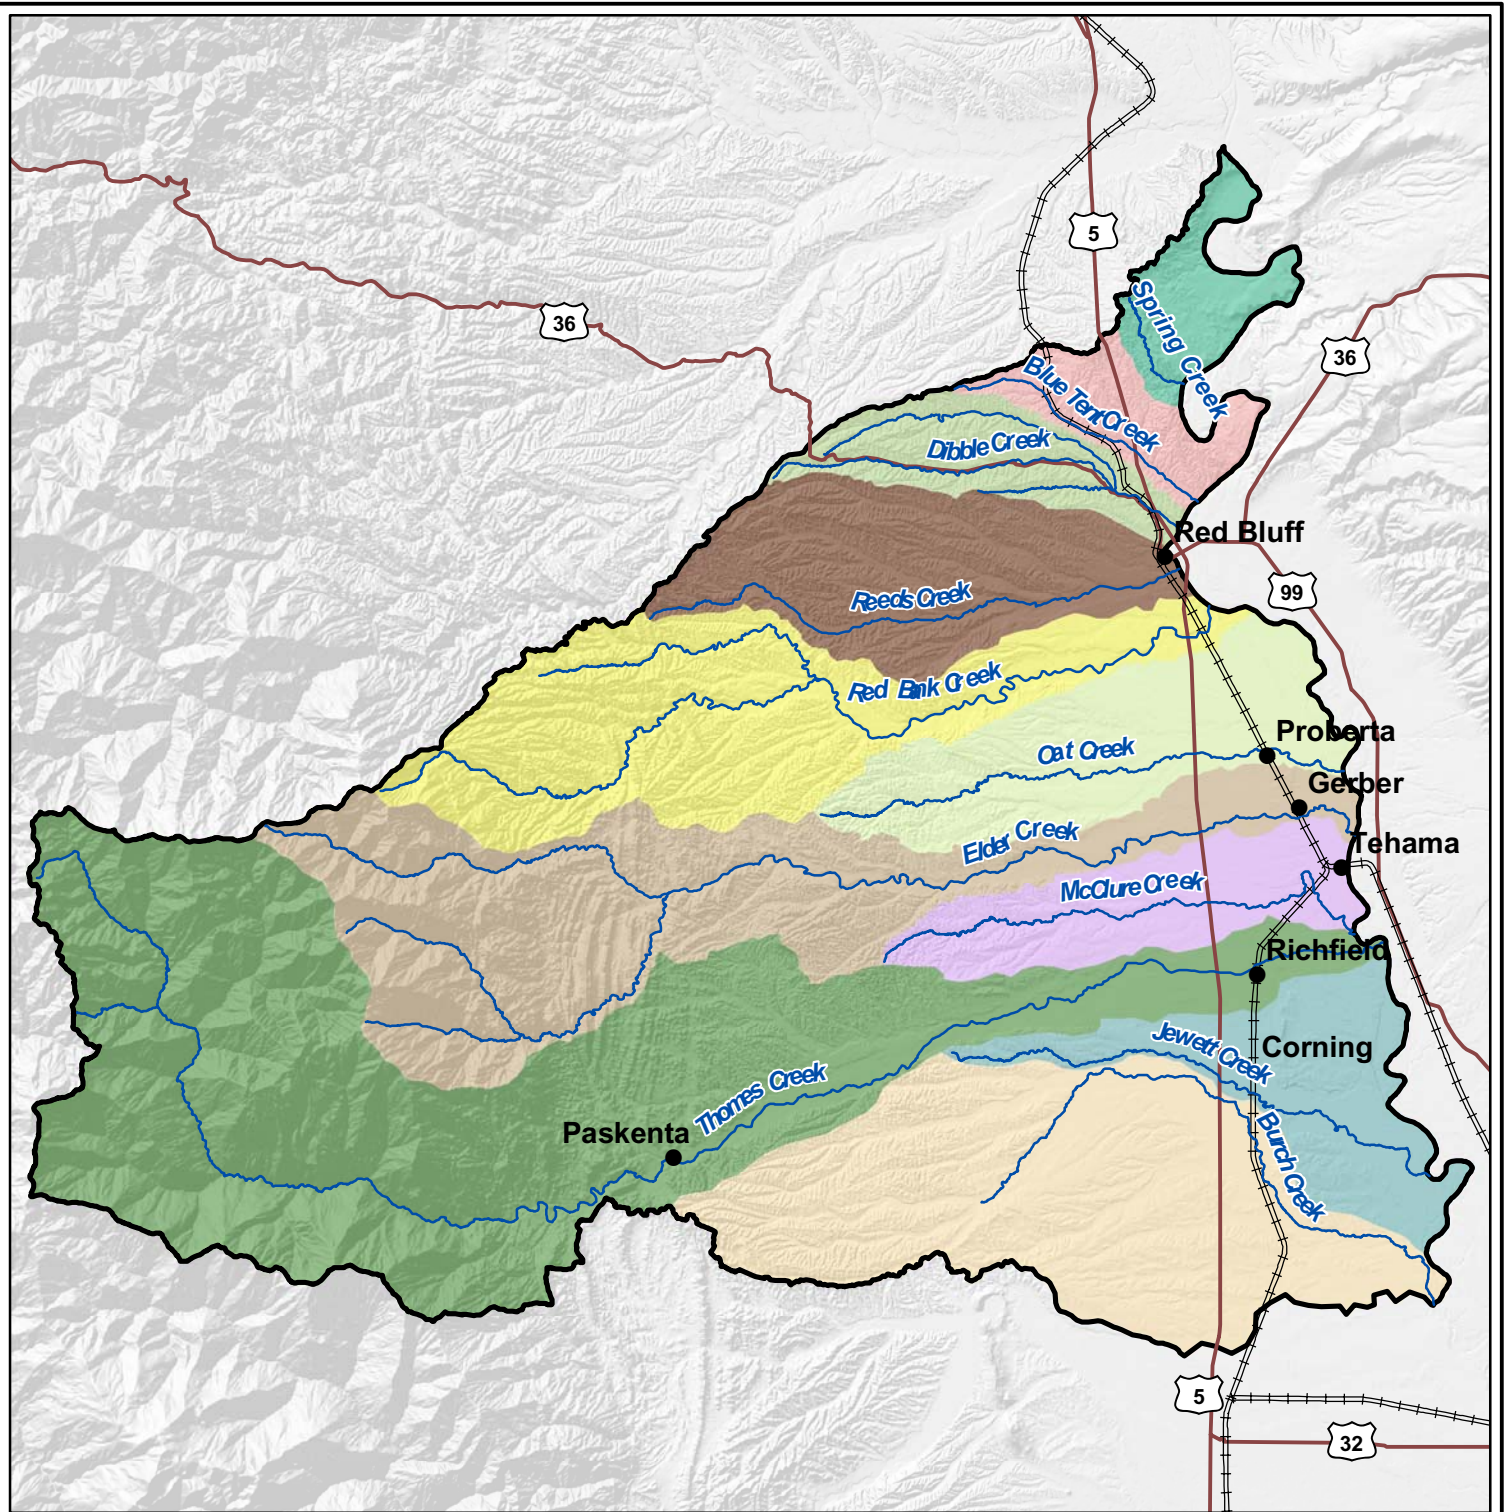 5
Spring Creek
36
36
Blue Tent Creek
Dibble Creek
Red Bluff
99
Reeds Creek
Red Bank Creek
Proberta
Oat Creek
Gerber
Elder Creek
Tehama
McClure Creek
Richfield
Jewett Creek
Corning
Thomes Creek
Paskenta
Burch Creek
5
32